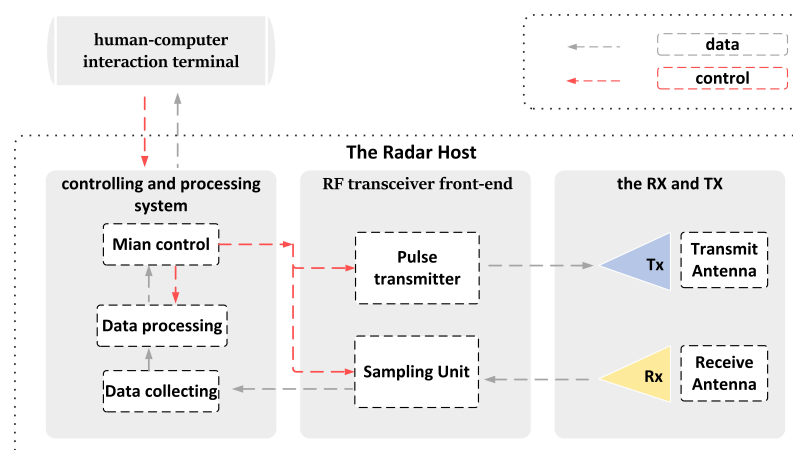 human-computer
interaction terminal
data
control
The Radar Host
controlling and processing
system
Mian control
Data processing
Data collecting
RF transceiver front-end
Pulse
transmitter
Sampling Unit
the RX and TX
Tx
Transmit
Antenna
Rx
Receive
Antenna